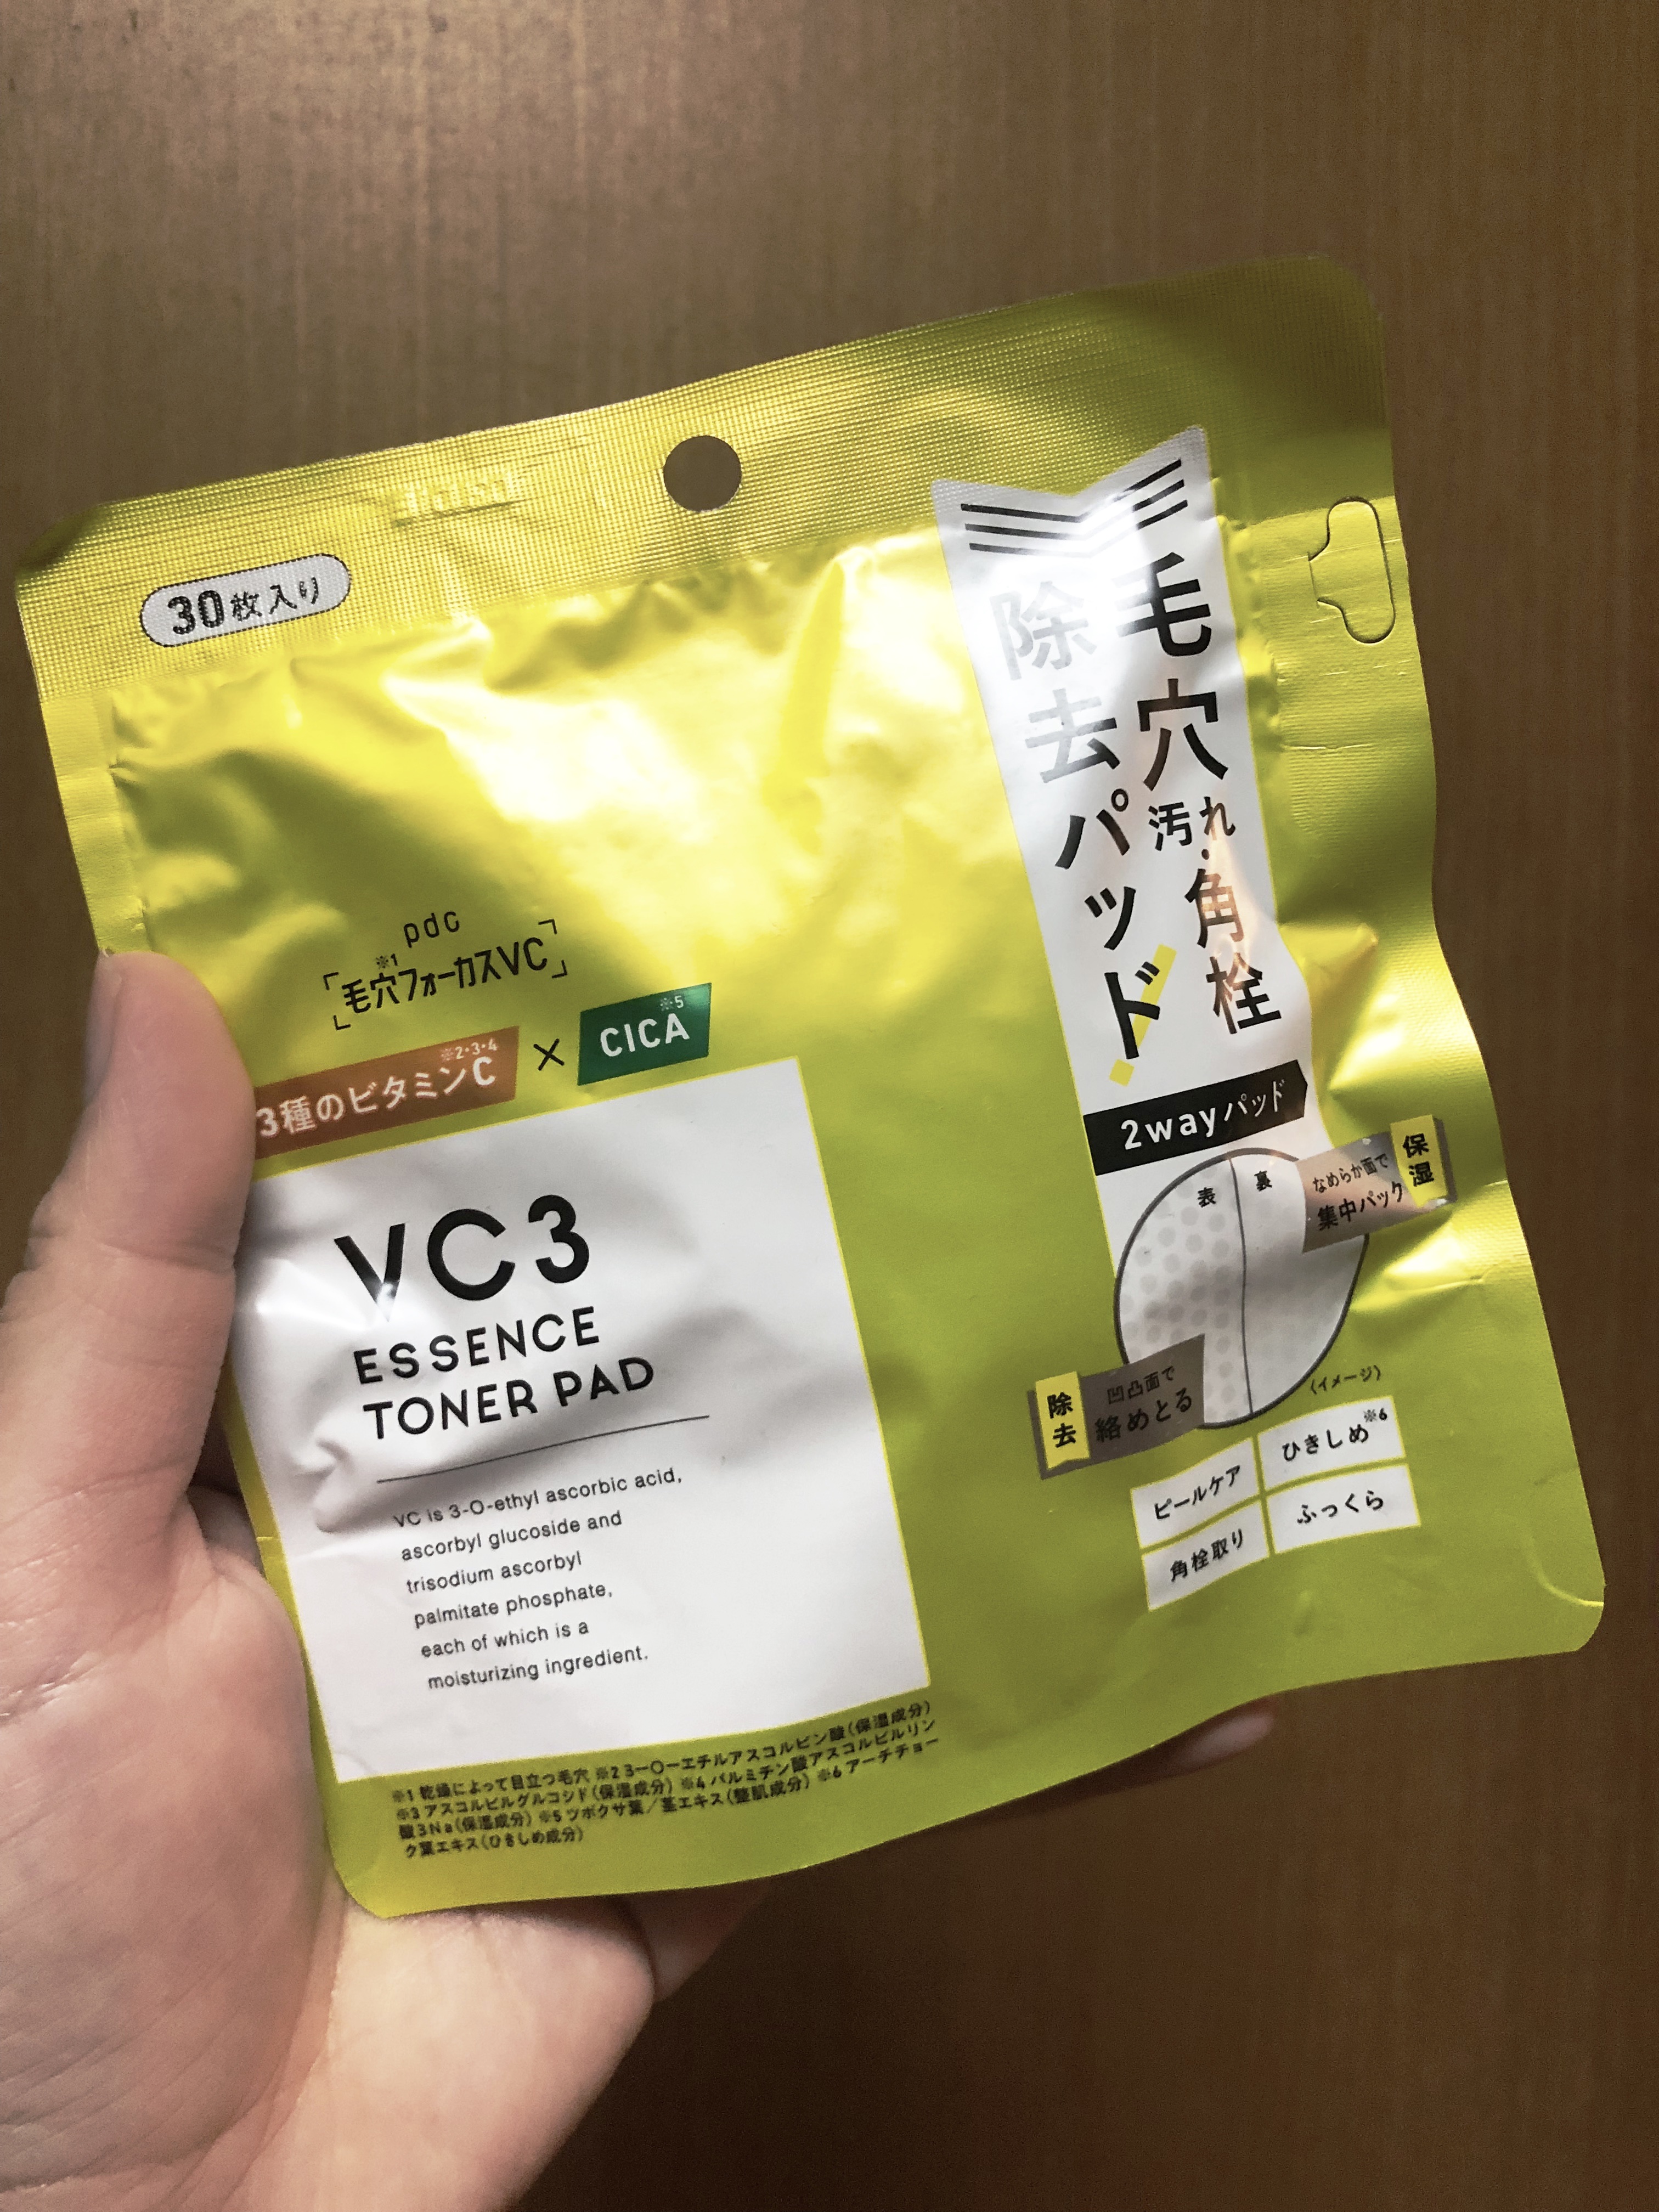 30枚入り
毛穴汚れ・角栓
除去パッド!
pdc
「毛穴※1フォーカスVC」
3種のビタミンC※2・3・4 × CICA※5
VC3
ESSENCE
TONER PAD
VC is 3-O-ethyl ascorbic acid,
ascorbyl glucoside and
trisodium ascorbyl
palmitate phosphate,
each of which is a
moisturizing ingredient.
2wayパッド
表 裏
なめらか面で
集中パック
保湿
除去
凹凸面で
絡めとる
〈イメージ〉
ピールケア
ひきしめ※6
角栓取り
ふっくら
※1 乾燥によって目立つ毛穴 ※2 3-O-エチルアスコルビン酸(保湿成分)
※3 アスコルビルグルコシド(保湿成分) ※4 パルミチン酸アスコルビルリン
酸3Na(保湿成分) ※5 ツボクサ葉/茎エキス(整肌成分) ※6 アーチチョー
ク葉エキス(ひきしめ成分)